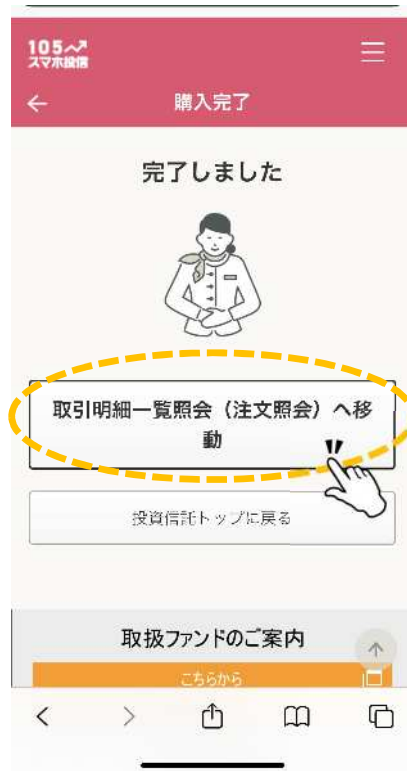 105
スマホ投信
購入完了
完了しました
取引明細一覧照会（注文照会）へ移
動
投資信託トップに戻る
取扱ファンドのご案内
こちらから